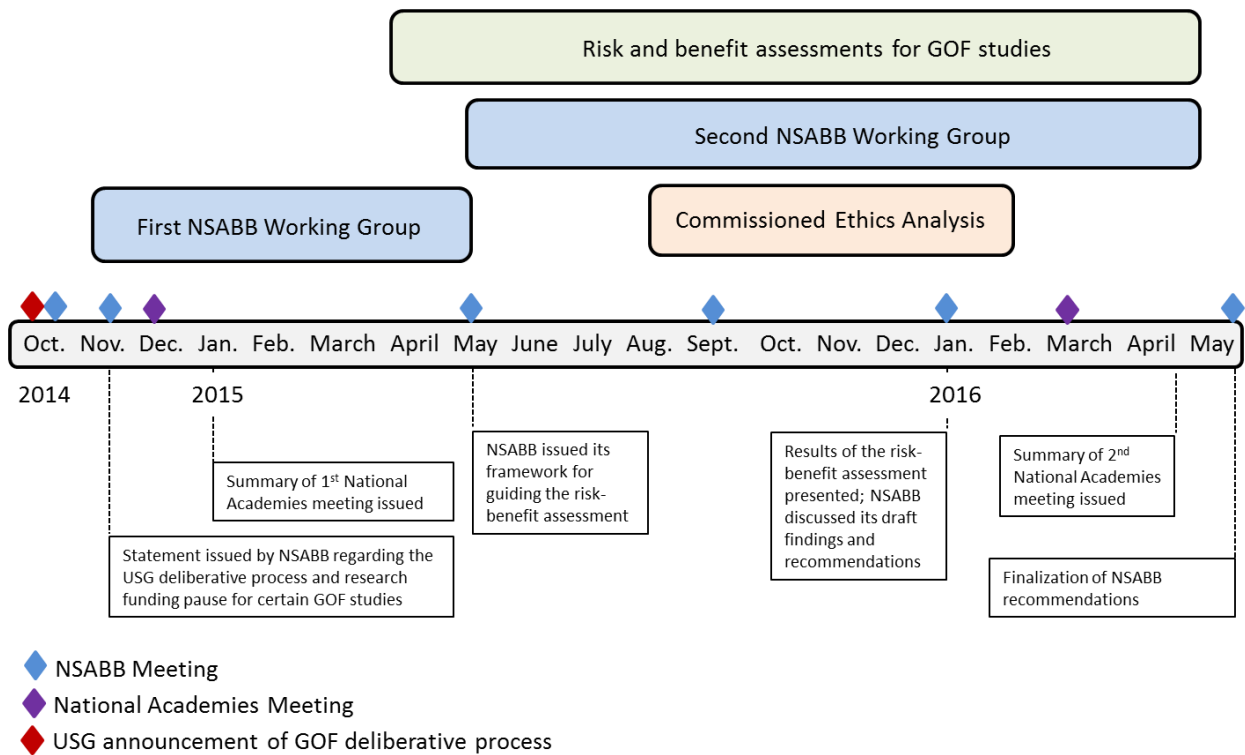 Risk and benefit assessments for GOF studies
Second NSABB Working Group
First NSABB Working Group
Commissioned Ethics Analysis
Oct. Nov. Dec. Jan. Feb. March April May June July Aug. Sept. Oct. Nov. Dec. Jan. Feb. March April May
2014 2015 2016
Summary of 1st National
Academies meeting issued
Statement issued by NSABB regarding the
USG deliberative process and research
funding pause for certain GOF studies
NSABB issued its
framework for
guiding the risk-
benefit assessment
Results of the risk-
benefit assessment
presented; NSABB
discussed its draft
findings and
recommendations
Summary of 2nd
National Academies
meeting issued
Finalization of NSABB
recommendations
NSABB Meeting
National Academies Meeting
USG announcement of GOF deliberative process